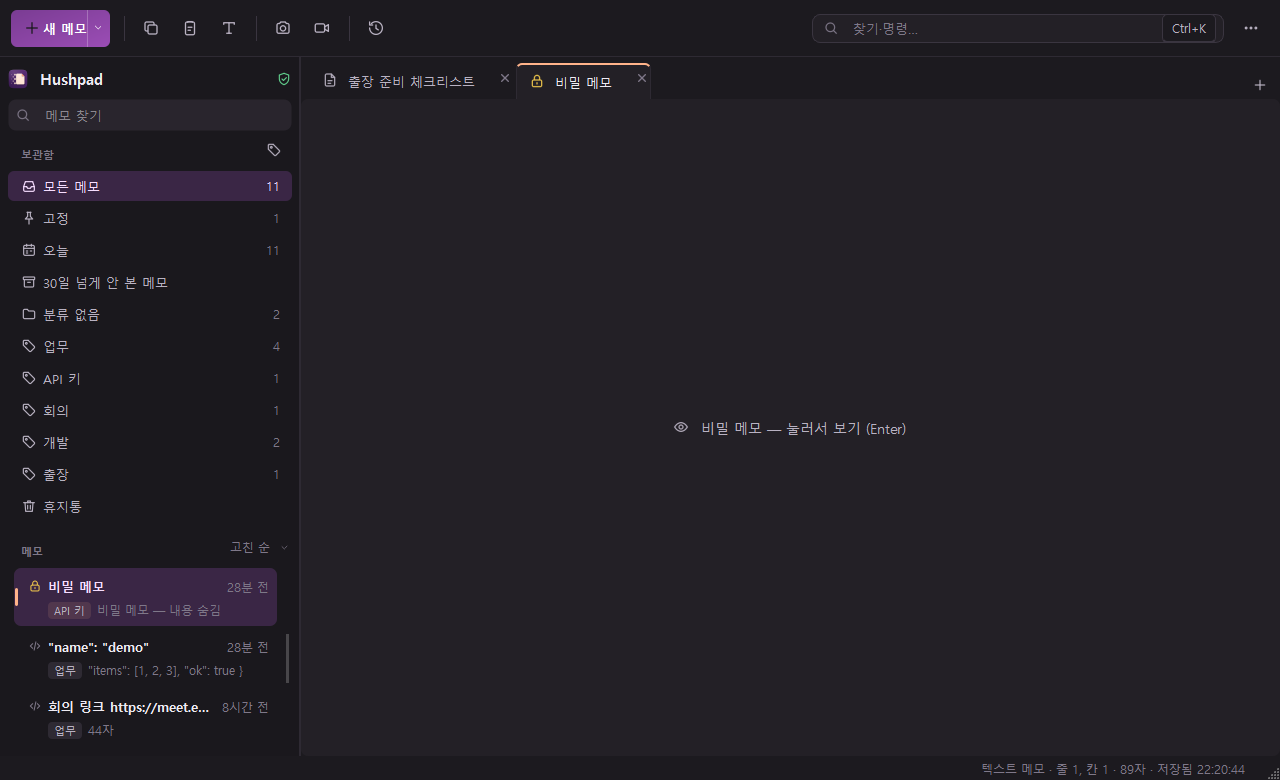 새 메모
찾기·명령... Ctrl+K
Hushpad
출장 준비 체크리스트
비밀 메모
메모 찾기
보관함
모든 메모 11
고정 1
오늘 11
30일 넘게 안 본 메모
분류 없음 2
업무 4
API 키 1
회의 1
개발 2
출장 1
휴지통
비밀 메모 — 눌러서 보기 (Enter)
메모 고친 순
비밀 메모 28분 전
API 키 비밀 메모 — 내용 숨김
"name": "demo" 28분 전
업무 "items": [1, 2, 3], "ok": true }
회의 링크 https://meet.e... 8시간 전
업무 44자
텍스트 메모 · 줄 1, 칸 1 · 89자 · 저장됨 22:20:44